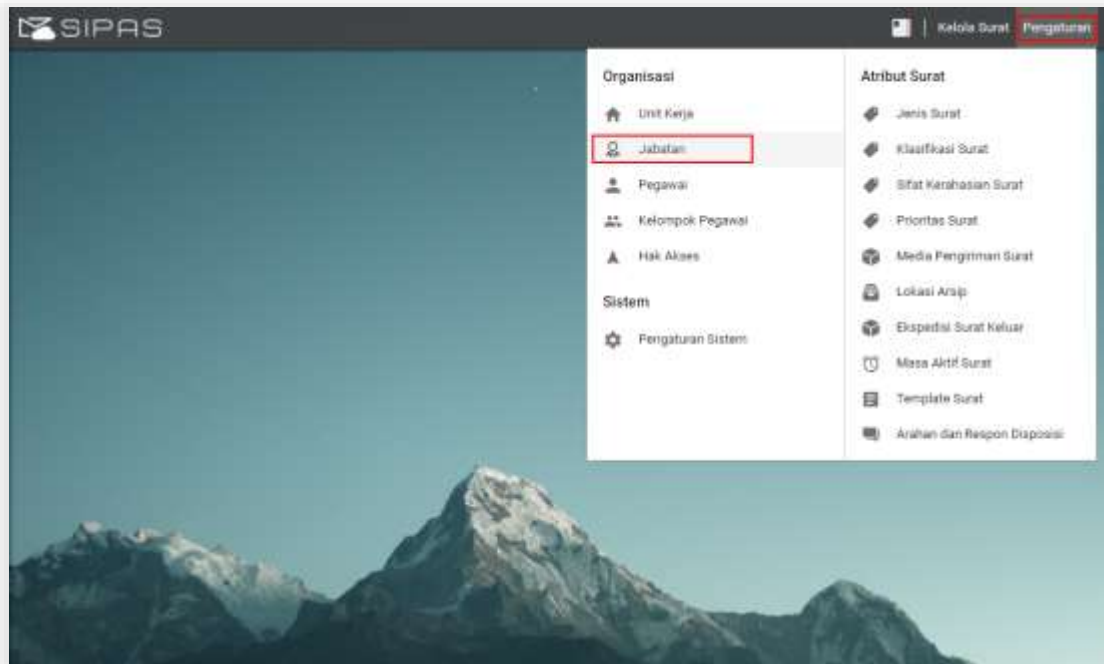 SIPAS
Kelola Surat
Pengaturan
Organisasi
Unit Kerja
Jabatan
Pegawai
Kelompok Pegawai
Hak Akses
Sistem
Pengaturan Sistem
Atribut Surat
Jenis Surat
Klasifikasi Surat
Sifat Kerahasian Surat
Prioritas Surat
Media Pengiriman Surat
Lokasi Arsip
Ekspedisi Surat Keluar
Masa Aktif Surat
Template Surat
Arahan dan Respon Disposisi